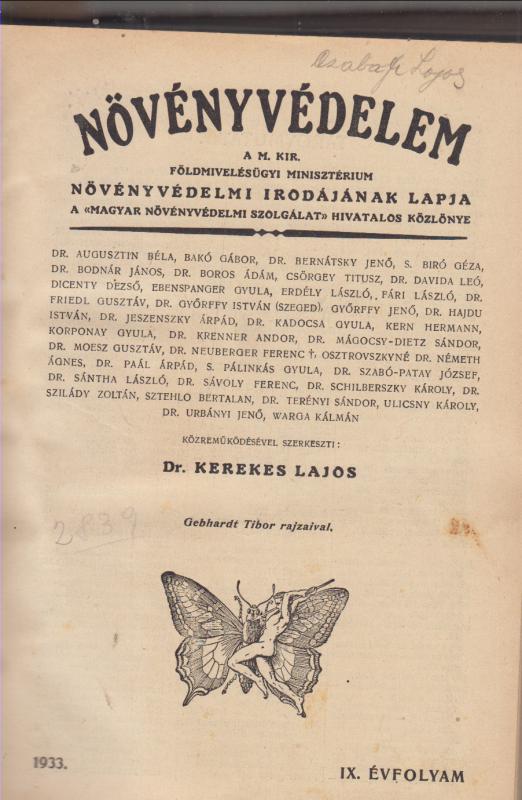 Lajos
NÖVÉNYVÉDELEM
A M. KIR.
FÖLDMIVELÉSÜGYI MINISZTÉRIUM
NÖVÉNYVÉDELMI IRODÁJÁNAK LAPJA
A «MAGYAR NÖVÉNYVÉDELMI SZOLGÁLAT» HIVATALOS KÖZLÖNYE
DR. AUGUSZTIN BÉLA, BAKÓ GÁBOR, DR. BERNÁTSKY JENŐ, S. BIRÓ GÉZA,
DR. BODNÁR JÁNOS, DR. BOROS ÁDÁM, CSÖRGEY TITUSZ, DR. DAVIDA LEÓ,
DICENTY DEZSŐ, EBENSPANGER GYULA, ERDÉLY LÁSZLÓ, FÁRI LÁSZLÓ, DR.
FRIEDL GUSZTÁV, DR. GYŐRFFY ISTVÁN (SZEGED), GYŐRFFY JENŐ, DR. HAJDU
ISTVÁN, DR. JESZENSZKY ÁRPÁD, DR. KADOCSA GYULA, KERN HERMANN,
KORPONAY GYULA, DR. KRENNER ANDOR, DR. MÁGOCSY-DIETZ SÁNDOR,
DR. MOESZ GUSZTÁV, DR. NEUBERGER FERENC †, OSTROVSZKYNÉ DR. NÉMETH
ÁGNES, DR. PAÁL ÁRPÁD, S. PÁLINKÁS GYULA, DR. SZABÓ-PATAY JÓZSEF,
DR. SÁNTHA LÁSZLÓ, DR. SÁVOLY FERENC, DR. SCHILBERSZKY KÁROLY, DR.
SZILÁDY ZOLTÁN, SZTEHLO BERTALAN, DR. TERÉNYI SÁNDOR, ULICSNY KÁROLY,
DR. URBÁNYI JENŐ, WARGA KÁLMÁN
KÖZREMŰKÖDÉSÉVEL SZERKESZTI:
Dr. KEREKES LAJOS
2839
Gebhardt Tibor rajzaival.
1933.
IX. ÉVFOLYAM